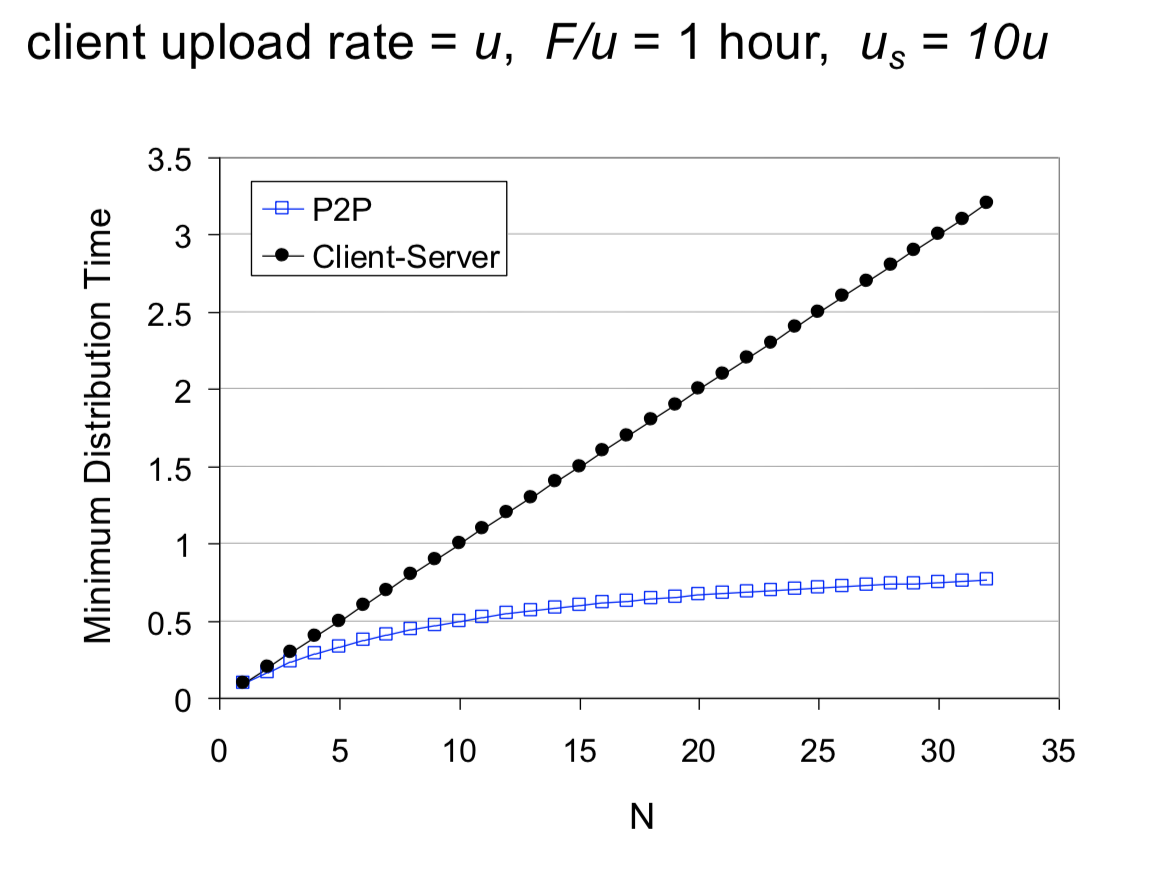 client upload rate = u, F/u = 1 hour, us = 10u
3.5
P2P
3
Client-Server
2.5
2
1.5
1
0.5
0
Minimum Distribution Time
0 5 10 15 20 25 30 35
N